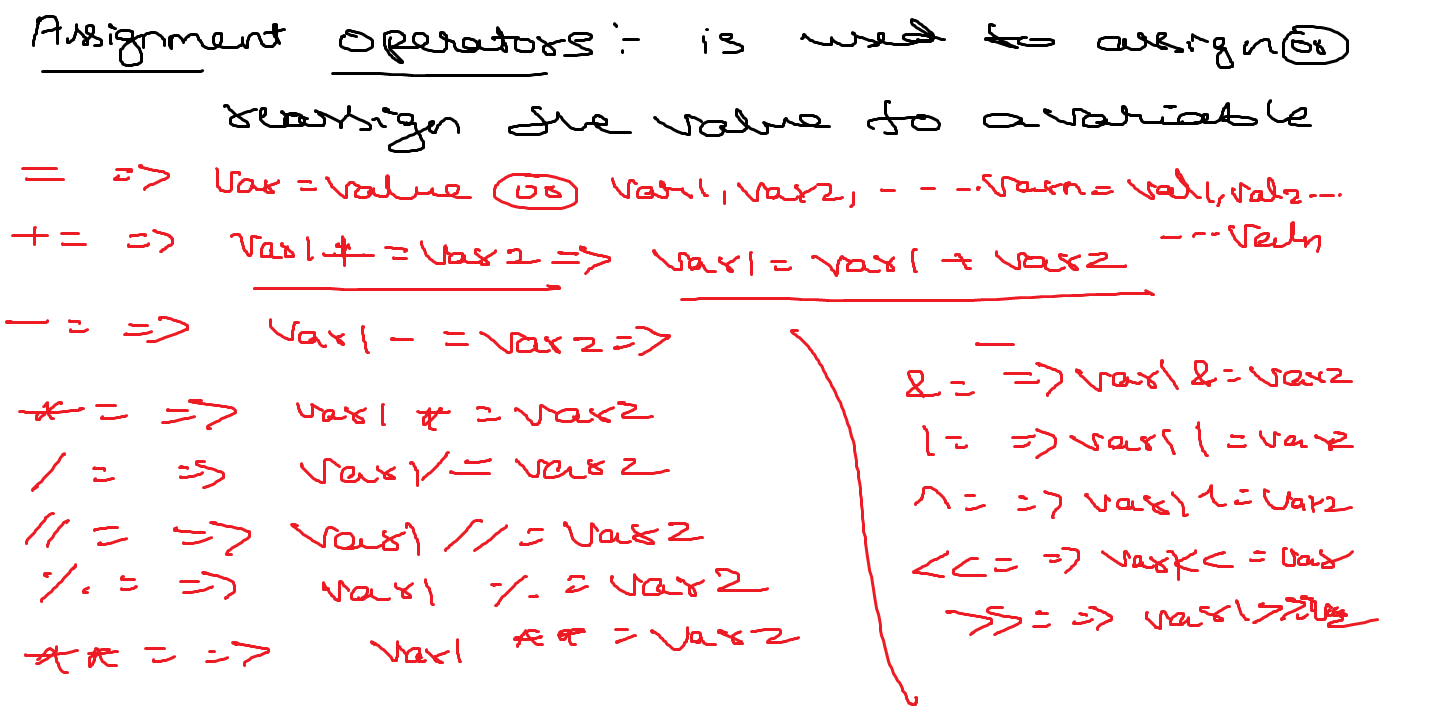 Assignment operators :- is used to assign or
reassign the value to a variable
= => Var = value or var1, var2, - - -.varn = val1, val2...
---- Valn
+= => Var1 += Var2 => var1 = var1 + var2
-= => Var1 -= Var2 =>
*= => var1 *= var2
/= => var1 /= var2
//= => var1 //= Var2
%= => var1 %= var2
**= => var1 **= Var2
&= => var1 &= var2
|= => var1 |= var2
^= => var1 ^= var2
<<= => var1<<= var
>>= => var1>>=